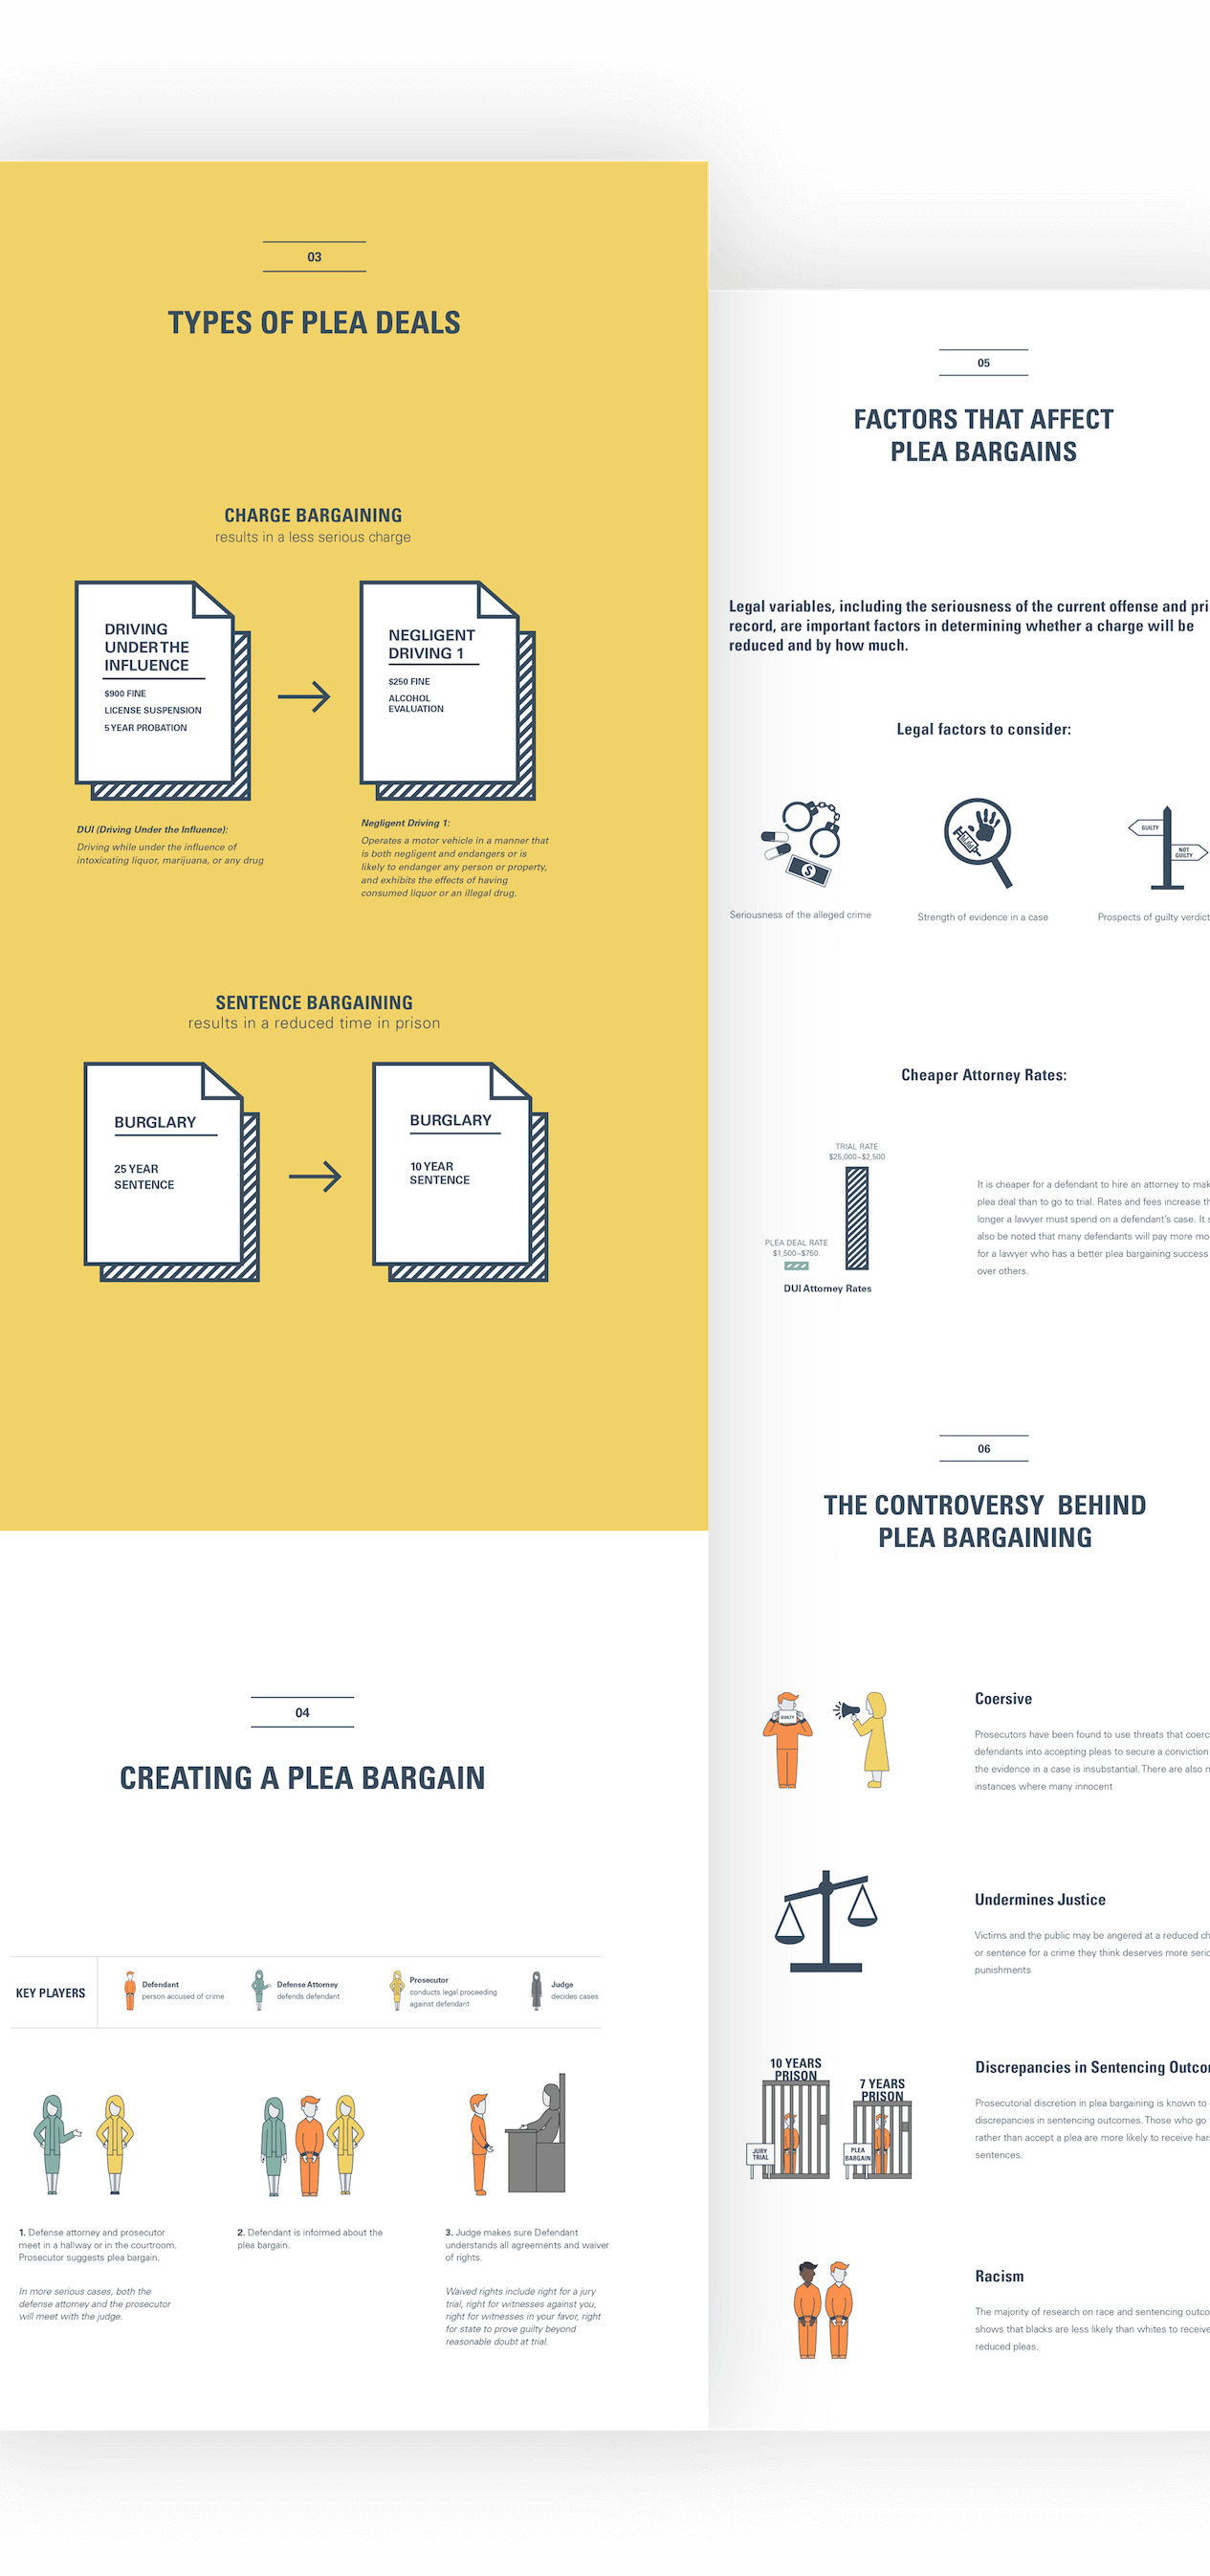 03
TYPES OF PLEA DEALS
CHARGE BARGAINING
results in a less serious charge
DRIVING
UNDER THE
INFLUENCE
$900 FINE
LICENSE SUSPENSION
5 YEAR PROBATION
NEGLIGENT
DRIVING 1
$250 FINE
ALCOHOL
EVALUATION
DUI (Driving Under the Influence):
Driving while under the influence of
intoxicating liquor, marijuana, or any drug
Negligent Driving 1:
Operates a motor vehicle in a manner that
is both negligent and endangers or is
likely to endanger any person or property,
and exhibits the effects of having
consumed liquor or an illegal drug.
SENTENCE BARGAINING
results in a reduced time in prison
BURGLARY
25 YEAR
SENTENCE
BURGLARY
10 YEAR
SENTENCE
04
CREATING A PLEA BARGAIN
KEY PLAYERS
Defendant
person accused of crime
Defense Attorney
defends defendant
Prosecutor
conducts legal proceeding
against defendant
Judge
decides cases
1. Defense attorney and prosecutor
meet in a hallway or in the courtroom.
Prosecutor suggests plea bargain.
In more serious cases, both the
defense attorney and the prosecutor
will meet with the judge.
2. Defendant is informed about the
plea bargain.
3. Judge makes sure Defendant
understands all agreements and waiver
of rights.
Waived rights include right for a jury
trial, right for witnesses against you,
right for witnesses in your favor, right
for state to prove guilty beyond
reasonable doubt at trial.
05
FACTORS THAT AFFECT
PLEA BARGAINS
Legal variables, including the seriousness of the current offense and pri
record, are important factors in determining whether a charge will be
reduced and by how much.
Legal factors to consider:
GUILTY
NOT
GUILTY
Seriousness of the alleged crime
Strength of evidence in a case
Prospects of guilty verdict
Cheaper Attorney Rates:
TRIAL RATE
$25,000–$2,500
PLEA DEAL RATE
$1,500–$750.
DUI Attorney Rates
It is cheaper for a defendant to hire an attorney to mak
plea deal than to go to trial. Rates and fees increase th
longer a lawyer must spend on a defendant's case. It s
also be noted that many defendants will pay more mo
for a lawyer who has a better plea bargaining success
over others.
06
THE CONTROVERSY BEHIND
PLEA BARGAINING
GUILTY
Coersive
Prosecutors have been found to use threats that coerc
defendants into accepting pleas to secure a conviction
the evidence in a case is insubstantial. There are also n
instances where many innocent
Undermines Justice
Victims and the public may be angered at a reduced ch
or sentence for a crime they think deserves more seric
punishments
10 YEARS
PRISON
7 YEARS
PRISON
JURY
TRIAL
PLEA
BARGAIN
Discrepancies in Sentencing Outco
Prosecutorial discretion in plea bargaining is known to
discrepancies in sentencing outcomes. Those who go
rather than accept a plea are more likely to receive har
sentences.
Racism
The majority of research on race and sentencing outco
shows that blacks are less likely than whites to receive
reduced pleas.